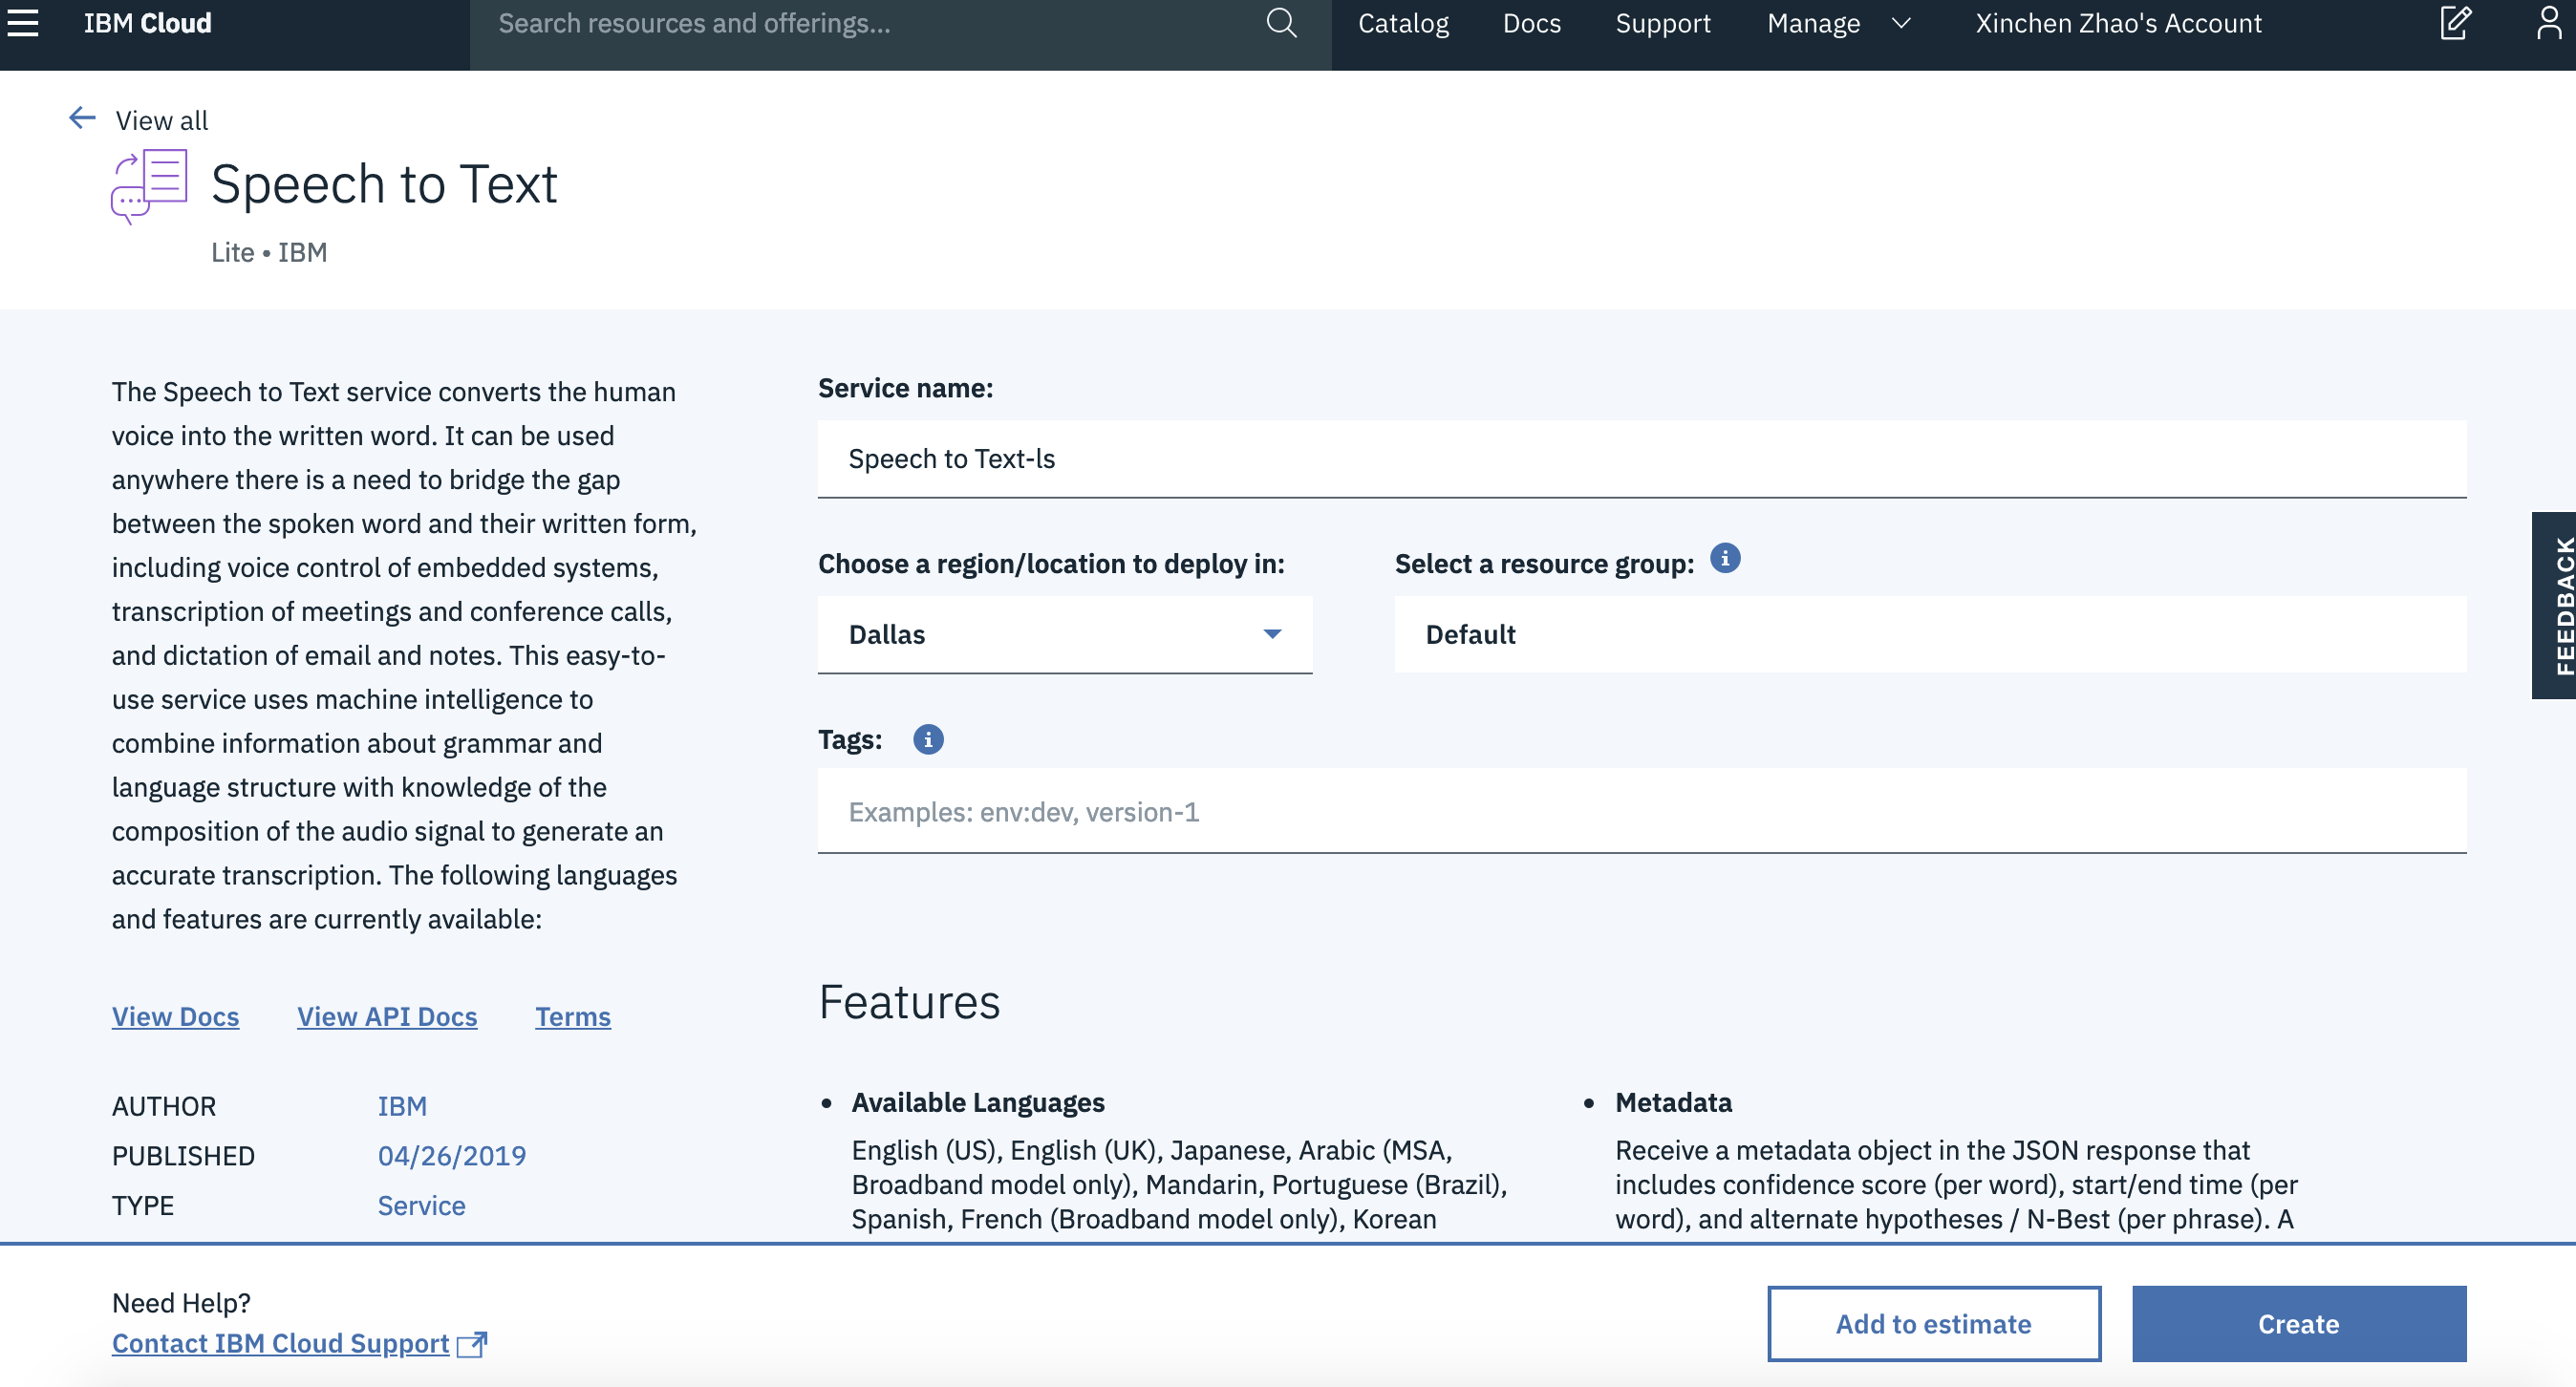 IBM Cloud
Search resources and offerings...
Catalog
Docs
Support
Manage
Xinchen Zhao's Account
View all
Speech to Text
Lite • IBM
The Speech to Text service converts the human
voice into the written word. It can be used
anywhere there is a need to bridge the gap
between the spoken word and their written form,
including voice control of embedded systems,
transcription of meetings and conference calls,
and dictation of email and notes. This easy-to-
use service uses machine intelligence to
combine information about grammar and
language structure with knowledge of the
composition of the audio signal to generate an
accurate transcription. The following languages
and features are currently available:
View Docs
View API Docs
Terms
AUTHOR
IBM
PUBLISHED
04/26/2019
TYPE
Service
Service name:
Speech to Text-ls
Choose a region/location to deploy in:
Dallas
Select a resource group:
Default
Tags:
Examples: env:dev, version-1
Features
• Available Languages
English (US), English (UK), Japanese, Arabic (MSA,
Broadband model only), Mandarin, Portuguese (Brazil),
Spanish, French (Broadband model only), Korean
• Metadata
Receive a metadata object in the JSON response that
includes confidence score (per word), start/end time (per
word), and alternate hypotheses / N-Best (per phrase). A
FEEDBACK
Need Help?
Contact IBM Cloud Support
Add to estimate
Create